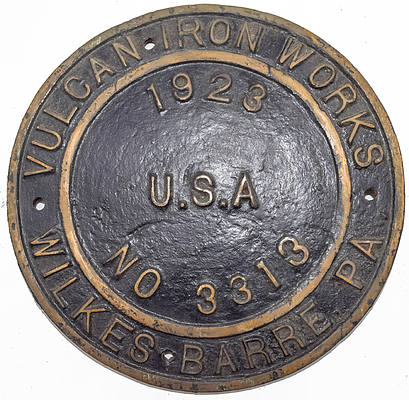 VULCAN IRON WORKS
1923
U.S.A
NO 3313
WILKES BARRE. PA